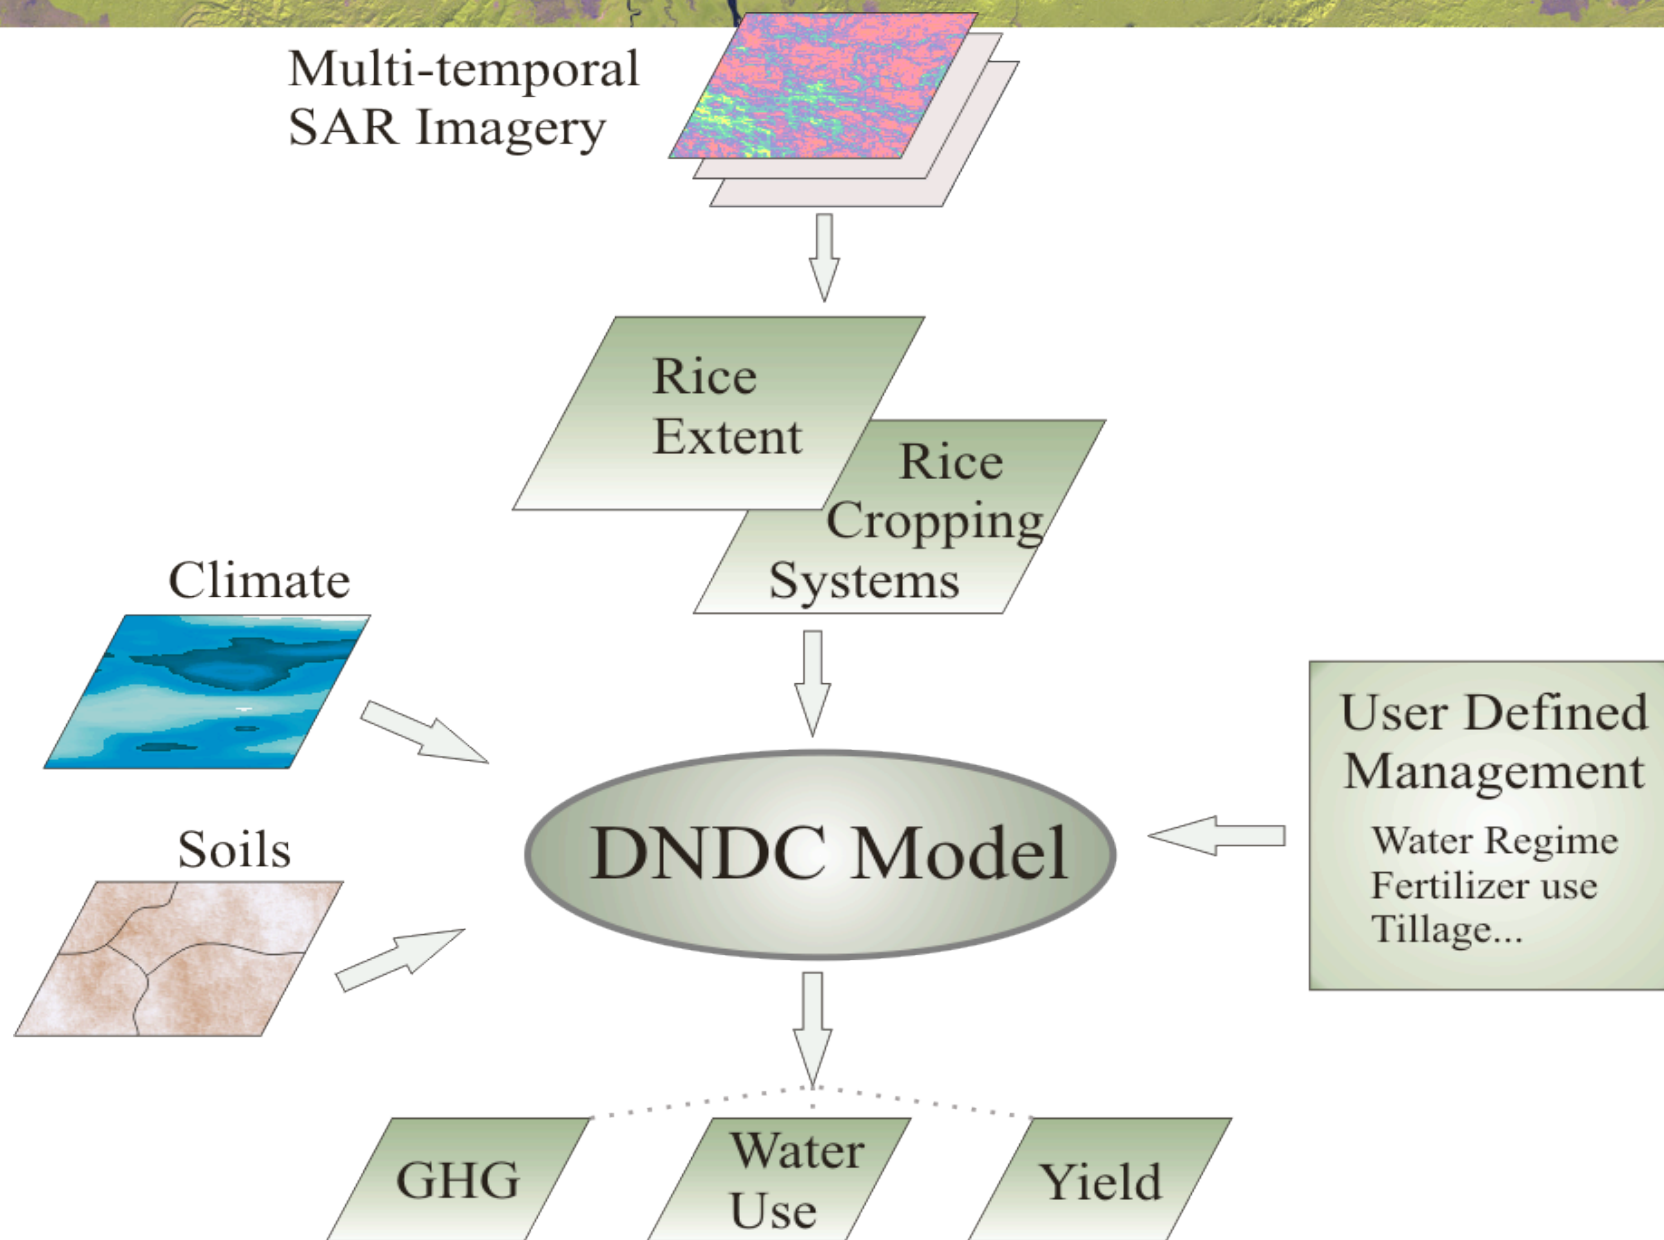 Multi-temporal
SAR Imagery
Rice
Extent
Rice
Cropping
Systems
Climate
Soils
DNDC Model
User Defined
Management
Water Regime
Fertilizer use
Tillage...
GHG
Water
Use
Yield